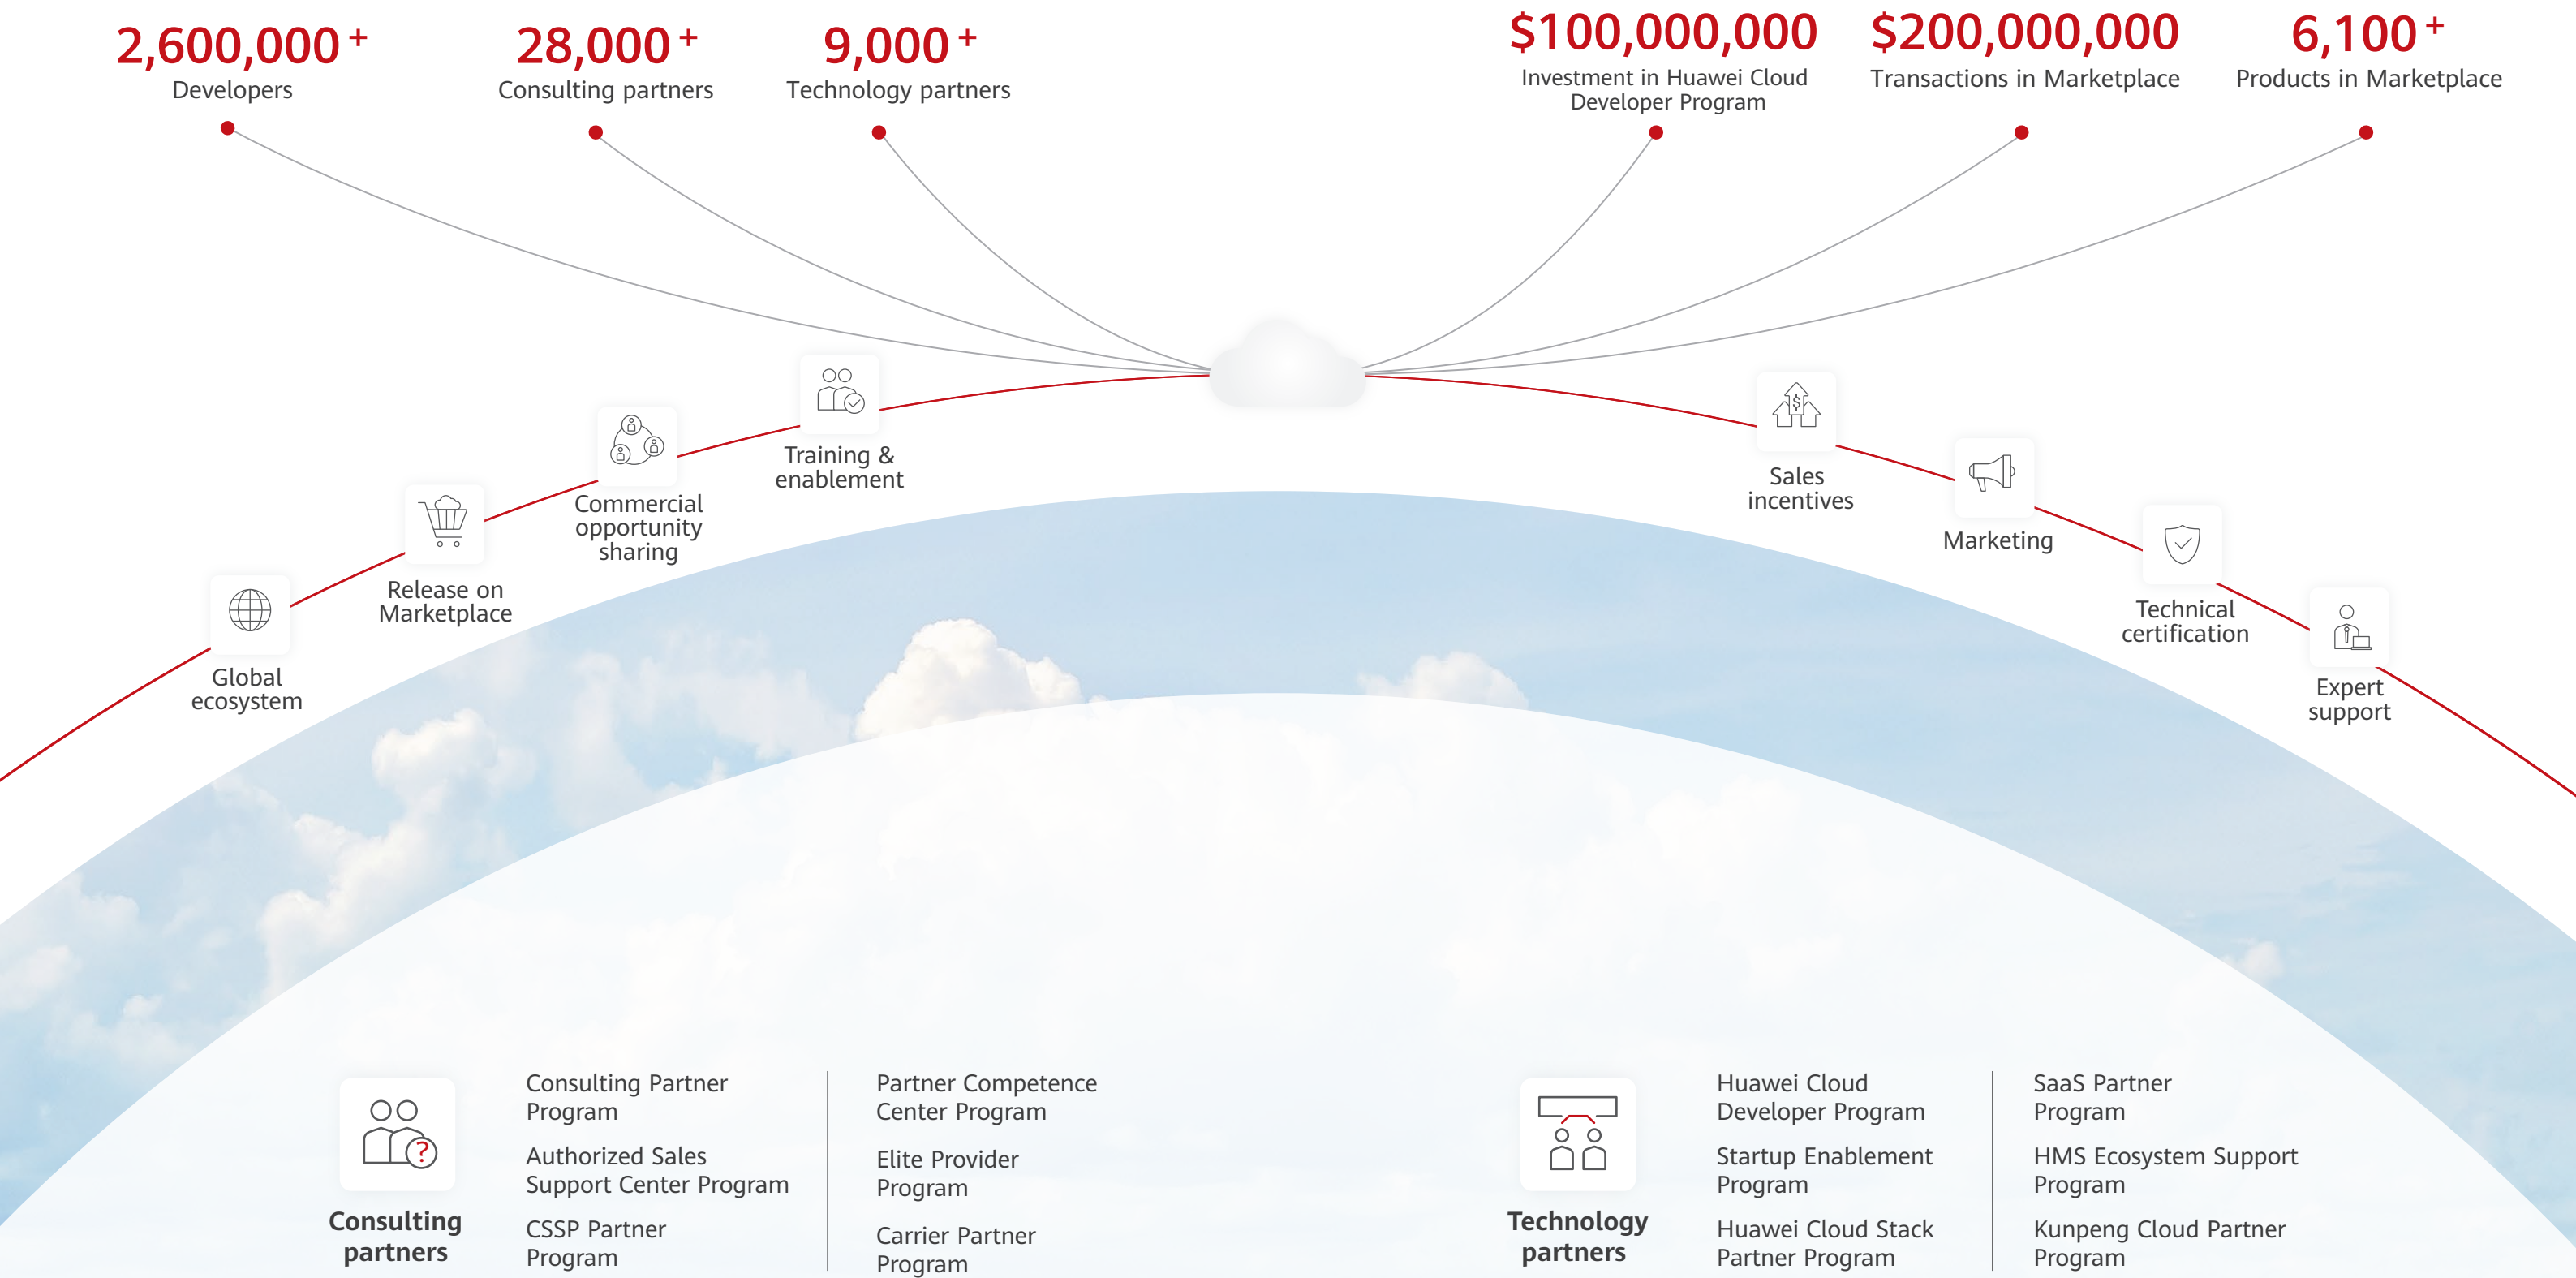 2,600,000+
Developers
28,000+
Consulting partners
9,000+
Technology partners
$100,000,000
Investment in Huawei Cloud
Developer Program
$200,000,000
Transactions in Marketplace
6,100+
Products in Marketplace
Global
ecosystem
Release on
Marketplace
Commercial
opportunity
sharing
Training &
enablement
Sales
incentives
Marketing
Technical
certification
Expert
support
Consulting
partners
Consulting Partner
Program
Authorized Sales
Support Center Program
CSSP Partner
Program
Partner Competence
Center Program
Elite Provider
Program
Carrier Partner
Program
Technology
partners
Huawei Cloud
Developer Program
Startup Enablement
Program
Huawei Cloud Stack
Partner Program
SaaS Partner
Program
HMS Ecosystem Support
Program
Kunpeng Cloud Partner
Program